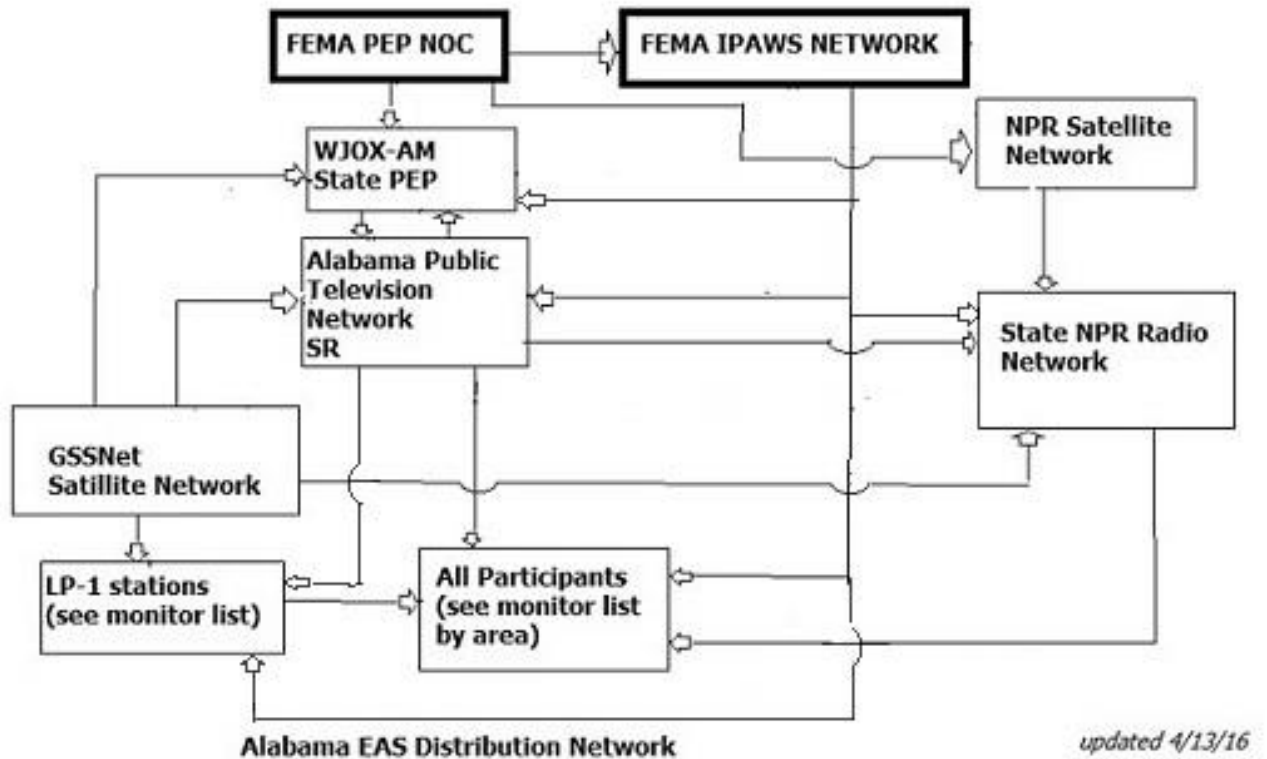 FEMA PEP NOC
FEMA IPAWS NETWORK
NPR Satellite
Network
WJOX-AM
State PEP
Alabama Public
Television
Network
SR
State NPR Radio
Network
GSSNet
Satillite Network
LP-1 stations
(see monitor list)
All Participants
(see monitor list
by area)
Alabama EAS Distribution Network
updated 4/13/16